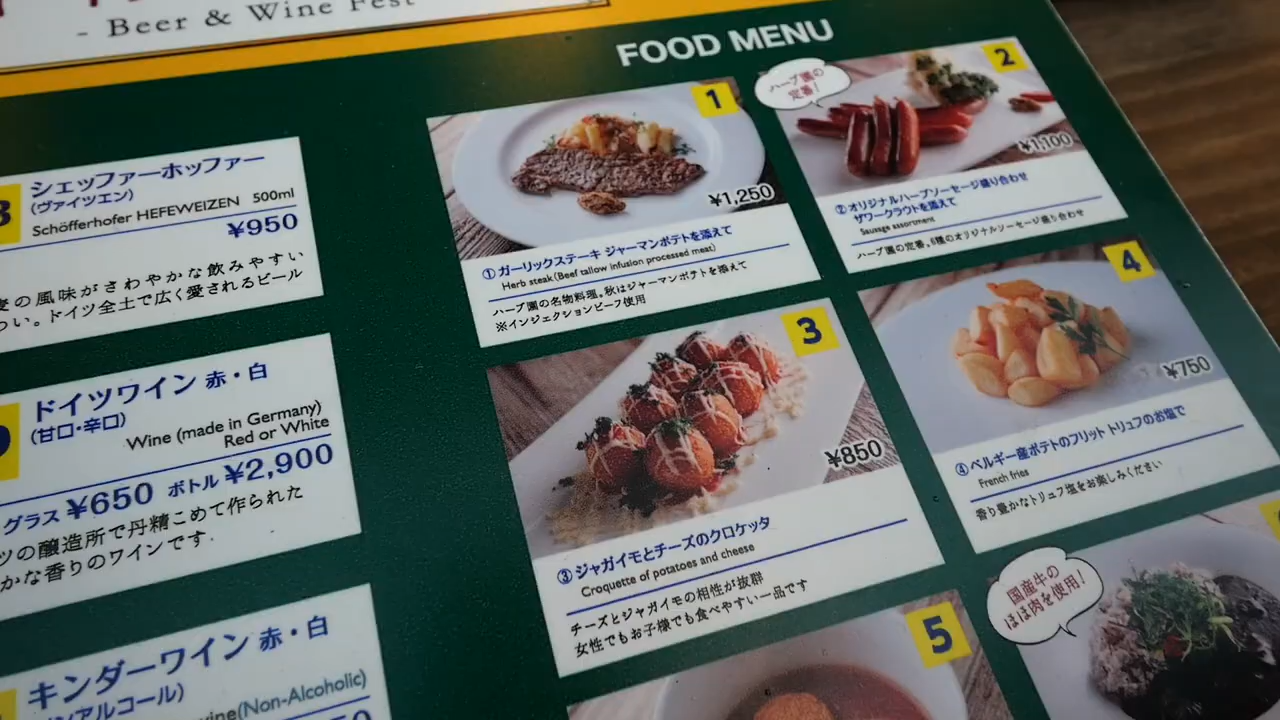 - Beer & Wine Fest -
FOOD MENU
シェッファーホッファー
(ヴァイツエン)
Schöfferhofer HEFEWEIZEN 500ml
¥950
の風味がさわやかな飲みやすい
ドイツ全土で広く愛されるビール
ドイツワイン 赤・白
(甘口・辛口)
Wine (made in Germany)
Red or White
グラス ¥650 ボトル ¥2,900
の醸造所で丹精こめて作られた
かな香りのワインです.
キンダーワイン 赤・白
アルコール)
wine(Non-Alcoholic)
1
¥1,250
①ガーリックステーキ ジャーマンポテトを添えて
Herb steak(Beef tallow infusion processed meat)
ハーブ園の名物料理。秋はジャーマンポテトを添えて
※インジェクションビーフ使用
2
ハーブ園の
定番!
¥1,100
②オリジナルハーブソーセージ盛り合わせ
ザワークラウトを添えて
Sausage assortment
ハーブ園の定番、6種のオリジナルソーセージ盛り合わせ
3
¥850
③ジャガイモとチーズのクロケッタ
Croquette of potatoes and cheese
チーズとジャガイモの相性が抜群
女性でもお子様でも食べやすい一品です
4
¥750
④ベルギー産ポテトのフリット トリュフのお塩で
French fries
香り豊かなトリュフ塩をお楽しみください
5
国産牛の
ほほ肉を使用!